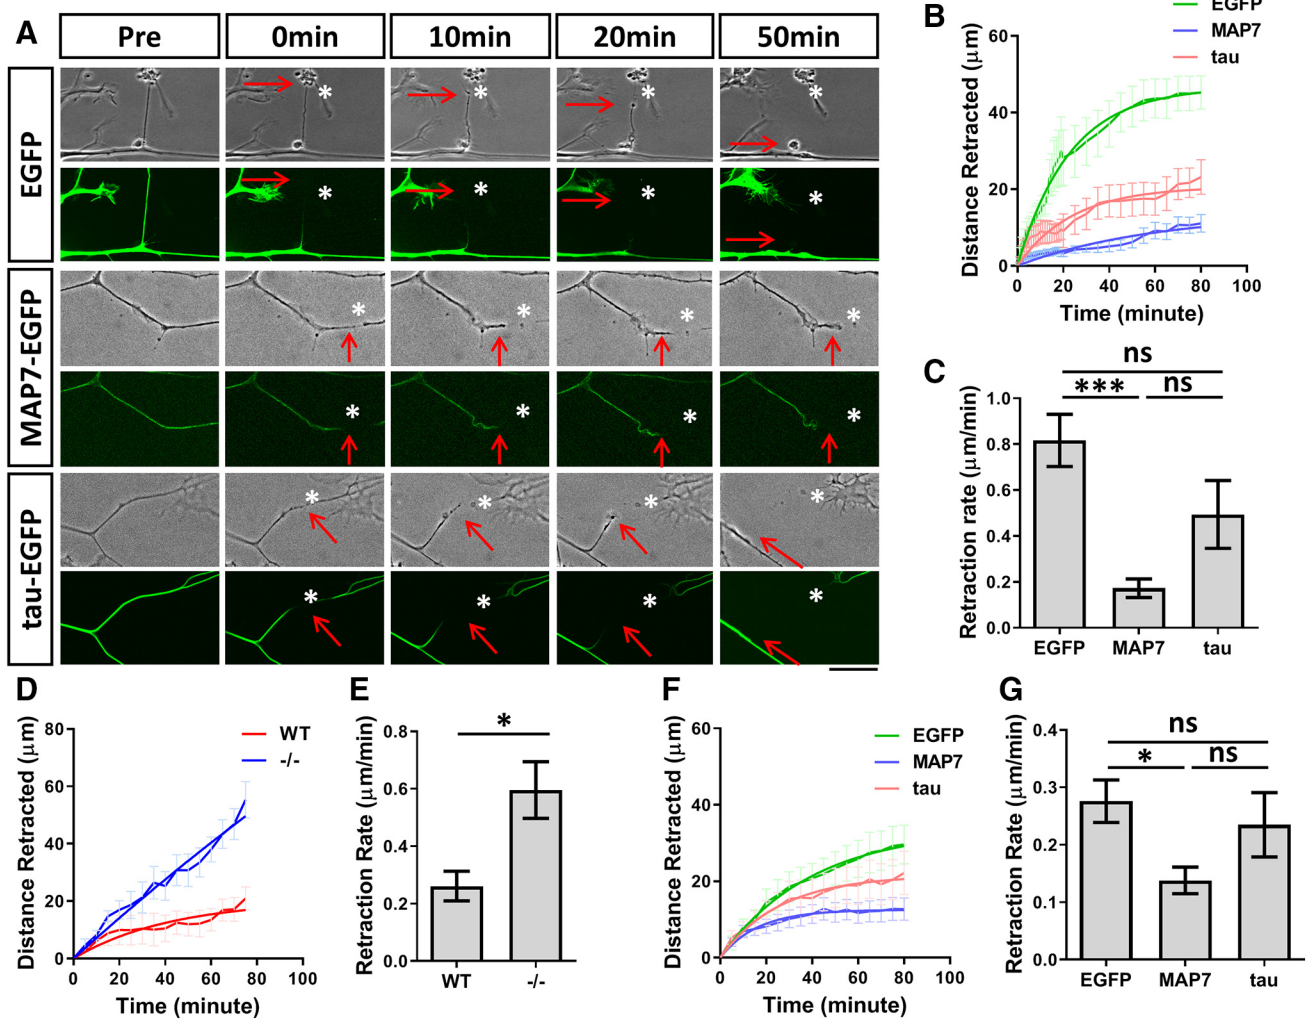 A
Pre 0min 10min 20min 50min
EGFP
* * * *
* * * *
MAP7-EGFP
* * * *
* * * *
tau-EGFP
* * * *
* * * *
B
EGFP
MAP7
tau
Distance Retracted (μm)
60
40
20
0
0 20 40 60 80 100
Time (minute)
C
ns
*** ns
Retraction rate (μm/min)
1.0
0.8
0.6
0.4
0.2
0.0
EGFP MAP7 tau
D
WT
-/-
Distance Retracted (μm)
80
60
40
20
0
0 20 40 60 80 100
Time (minute)
E
*
Retraction Rate (μm/min)
0.8
0.6
0.4
0.2
0.0
WT -/-
F
EGFP
MAP7
tau
Distance Retracted (μm)
60
40
20
0
0 20 40 60 80 100
Time (minute)
G
ns
* ns
Retraction Rate (μm/min)
0.4
0.3
0.2
0.1
0.0
EGFP MAP7 tau